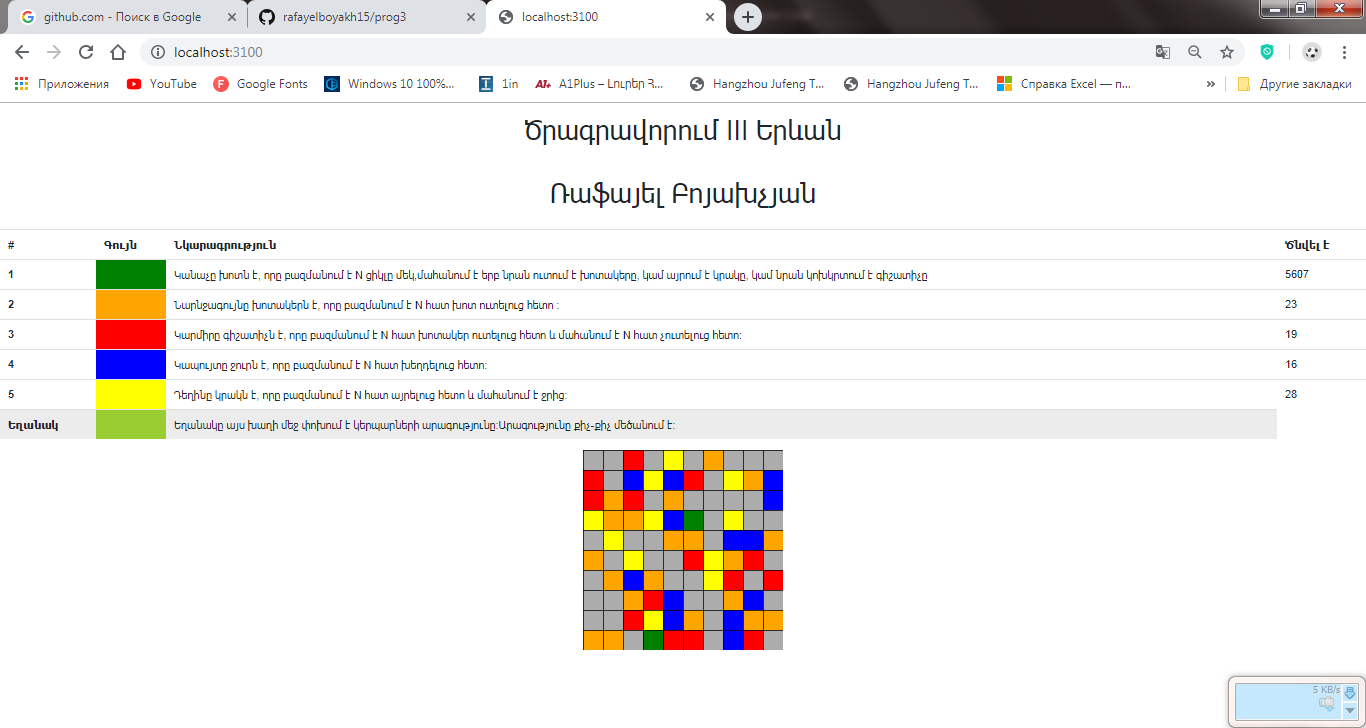 github.com - Поиск в Google
rafayelboyakh15/prog3
localhost:3100
localhost:3100
Приложения
YouTube
Google Fonts
Windows 10 100%...
1in
A1Plus – Լուրեր Հ...
Hangzhou Jufeng T...
Hangzhou Jufeng T...
Справка Excel — п...
»
Другие закладки
Ծրագրավորում III Երևան
Ռաֆայել Բոյախչյան
# Գույն Նկարագրություն Ծնվել է
1 Կանաչը խոտն է, որը բազմանում է N ցիկլը մեկ,մահանում է երբ նրան ուտում է խոտակերը, կամ այրում է կրակը, կամ նրան կոխկրտում է գիշատիչը 5607
2 Նարնջագույնը խոտակերն է, որը բազմանում է N հատ խոտ ուտելուց հետո : 23
3 Կարմիրը գիշատիչն է, որը բազմանում է N հատ խոտակեր ուտելուց հետո և մահանում է N հատ չուտելուց հետո: 19
4 Կապույտը ջուրն է, որը բազմանում է N հատ խեղդելուց հետո: 16
5 Դեղինը կրակն է, որը բազմանում է N հատ այրելուց հետո և մահանում է ջրից: 28
Եղանակ Եղանակը այս խաղի մեջ փոխում է կերպարների արագությունը:Արագությունը քիչ-քիչ մեծանում է:
5 KB/s